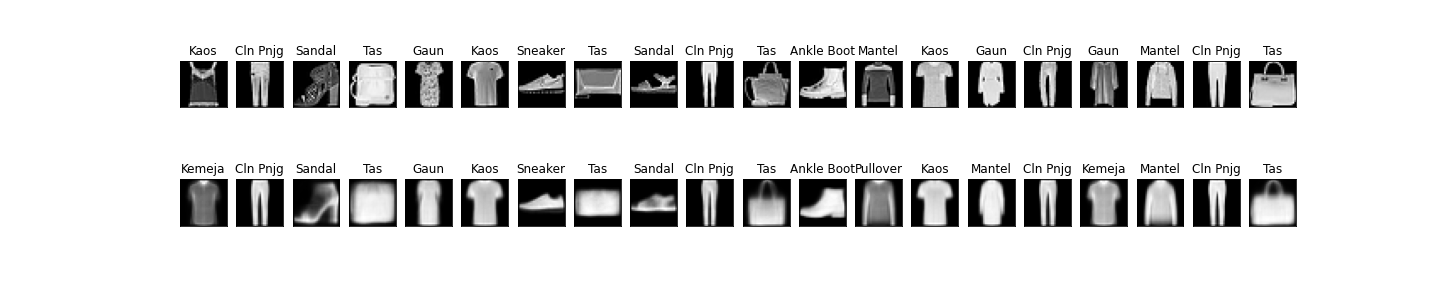 Kaos Cln Pnjg Sandal Tas Gaun Kaos Sneaker Tas Sandal Cln Pnjg Tas Ankle Boot Mantel Kaos Gaun Cln Pnjg Gaun Mantel Cln Pnjg Tas
Kemeja Cln Pnjg Sandal Tas Gaun Kaos Sneaker Tas Sandal Cln Pnjg Tas Ankle Boot Pullover Kaos Mantel Cln Pnjg Kemeja Mantel Cln Pnjg Tas